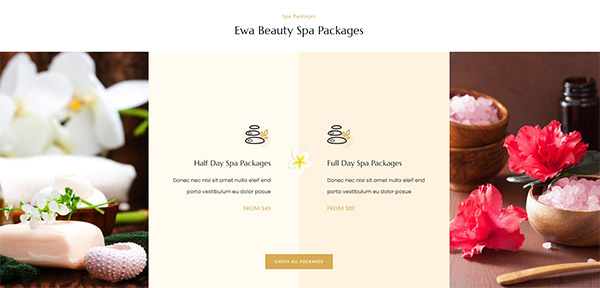 Spa Packages
Ewa Beauty Spa Packages
Half Day Spa Packages
Donec nec nisi sit amet nulla eleif end
porta vestibulum eu dolor posue
FROM $49
Full Day Spa Packages
Donec nec nisi sit amet nulla eleif end
porta vestibulum eu dolor posue
FROM $89
CHECK ALL PACKAGES